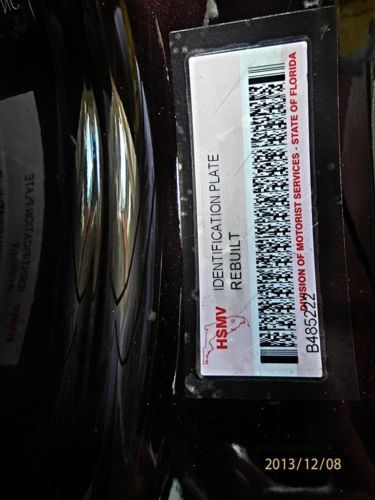 HSMV
IDENTIFICATION PLATE
REBUILT
DIVISION OF MOTORIST SERVICES - STATE OF FLORIDA
B485222
2013/12/08